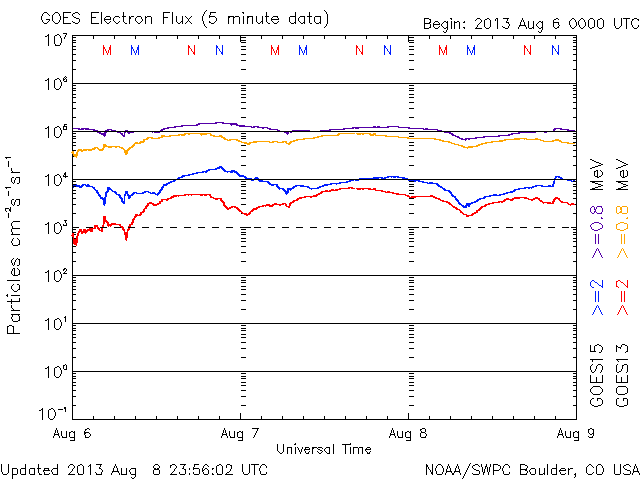 GOES Electron Flux (5 minute data)
Begin: 2013 Aug 6 0000 UTC
10⁷
M M N N M M N N M M N N
10⁶
10⁵
10⁴
10³
10²
10¹
10⁰
10⁻¹
Particles cm⁻²s⁻¹sr⁻¹
Aug 6 Aug 7 Aug 8 Aug 9
Universal Time
GOES15 >=2 >=0.8 MeV
GOES13 >=2 >=0.8 MeV
Updated 2013 Aug 8 23:56:02 UTC
NOAA/SWPC Boulder, CO USA